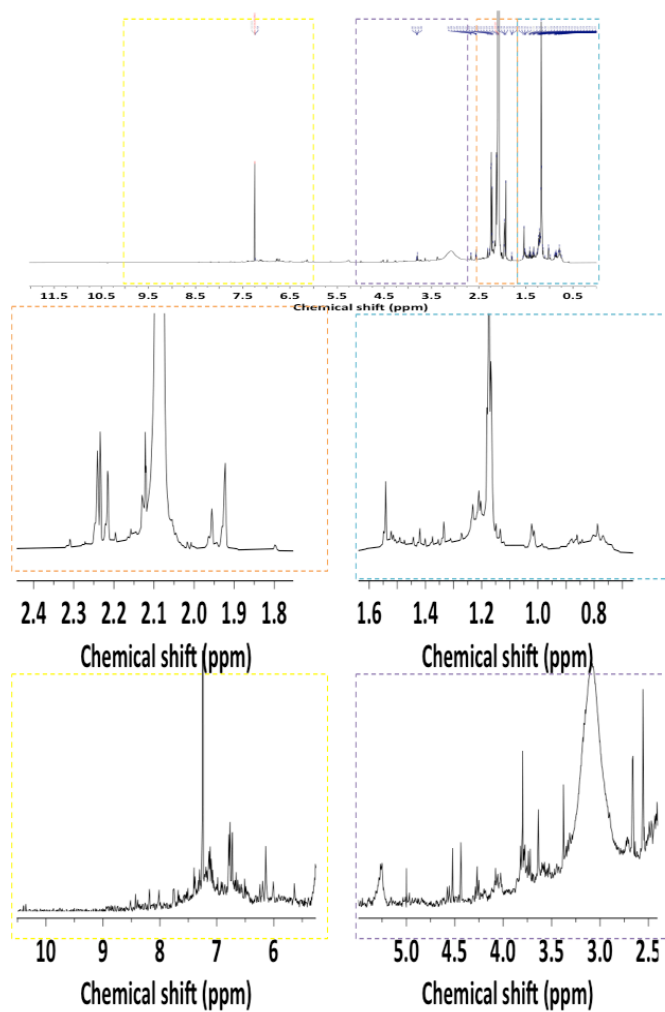 11.5 10.5 9.5 8.5 7.5 6.5 5.5 4.5 3.5 2.5 1.5 0.5
Chemical shift (ppm)
2.4 2.3 2.2 2.1 2.0 1.9 1.8
1.6 1.4 1.2 1.0 0.8
Chemical shift (ppm)
Chemical shift (ppm)
10 9 8 7 6
5.0 4.5 4.0 3.5 3.0 2.5
Chemical shift (ppm)
Chemical shift (ppm)